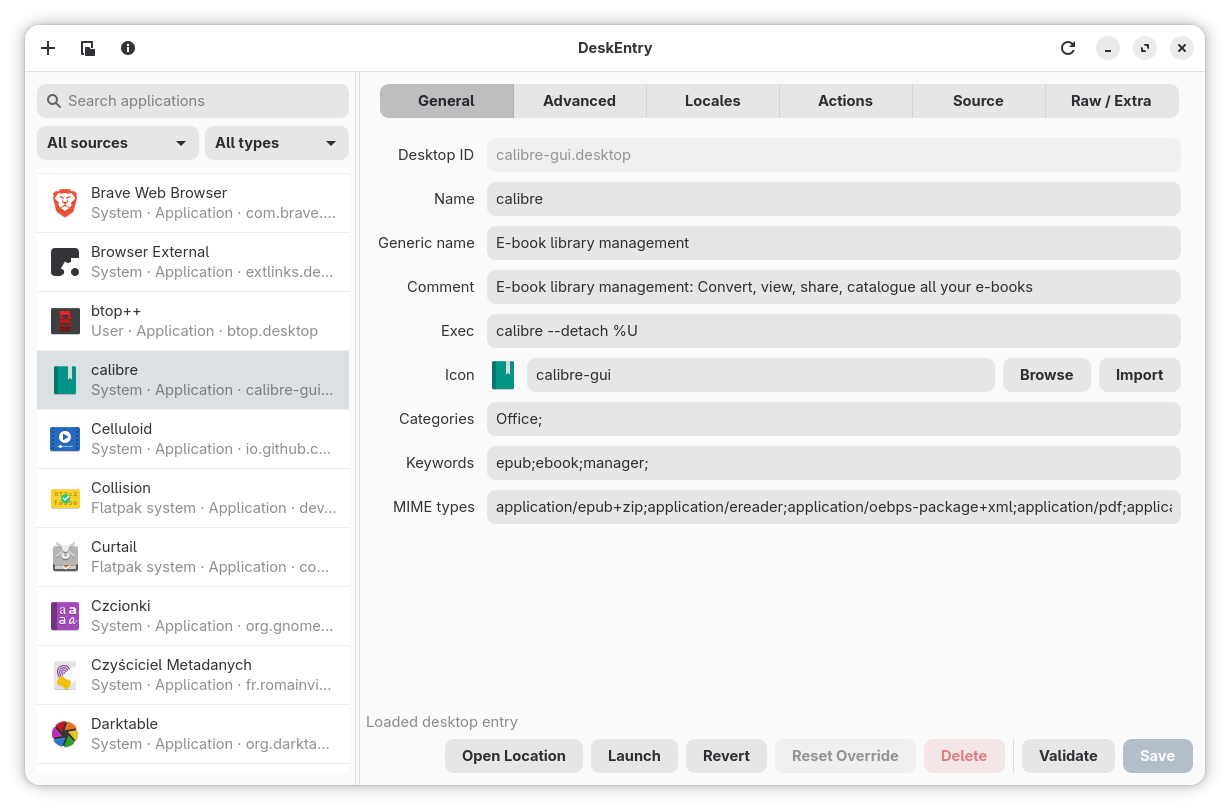 DeskEntry
Search applications
All sources
All types
Brave Web Browser
System · Application · com.brave....
Browser External
System · Application · extlinks.de...
btop++
User · Application · btop.desktop
calibre
System · Application · calibre-gui...
Celluloid
System · Application · io.github.c...
Collision
Flatpak system · Application · dev...
Curtail
Flatpak system · Application · co...
Czcionki
System · Application · org.gnome...
Czyściciel Metadanych
System · Application · fr.romainvi...
Darktable
System · Application · org.darkta...
General
Advanced
Locales
Actions
Source
Raw / Extra
Desktop ID
calibre-gui.desktop
Name
calibre
Generic name
E-book library management
Comment
E-book library management: Convert, view, share, catalogue all your e-books
Exec
calibre --detach %U
Icon
calibre-gui
Browse
Import
Categories
Office;
Keywords
epub;ebook;manager;
MIME types
application/epub+zip;application/ereader;application/oebps-package+xml;application/pdf;applica
Loaded desktop entry
Open Location
Launch
Revert
Reset Override
Delete
Validate
Save